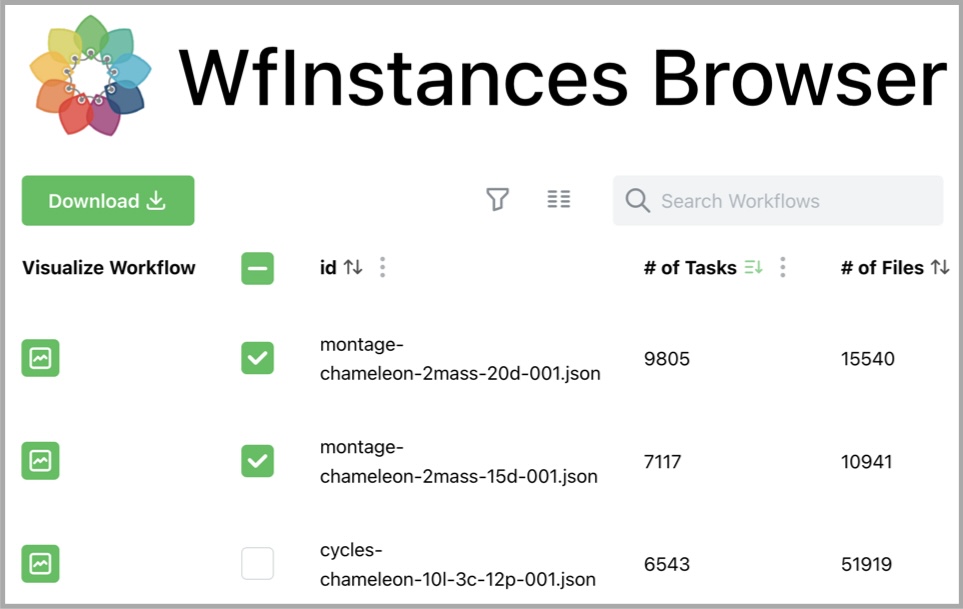 WfInstances Browser
Download
Search Workflows
Visualize Workflow id # of Tasks # of Files
montage-
chameleon-2mass-20d-001.json 9805 15540
montage-
chameleon-2mass-15d-001.json 7117 10941
cycles-
chameleon-10l-3c-12p-001.json 6543 51919